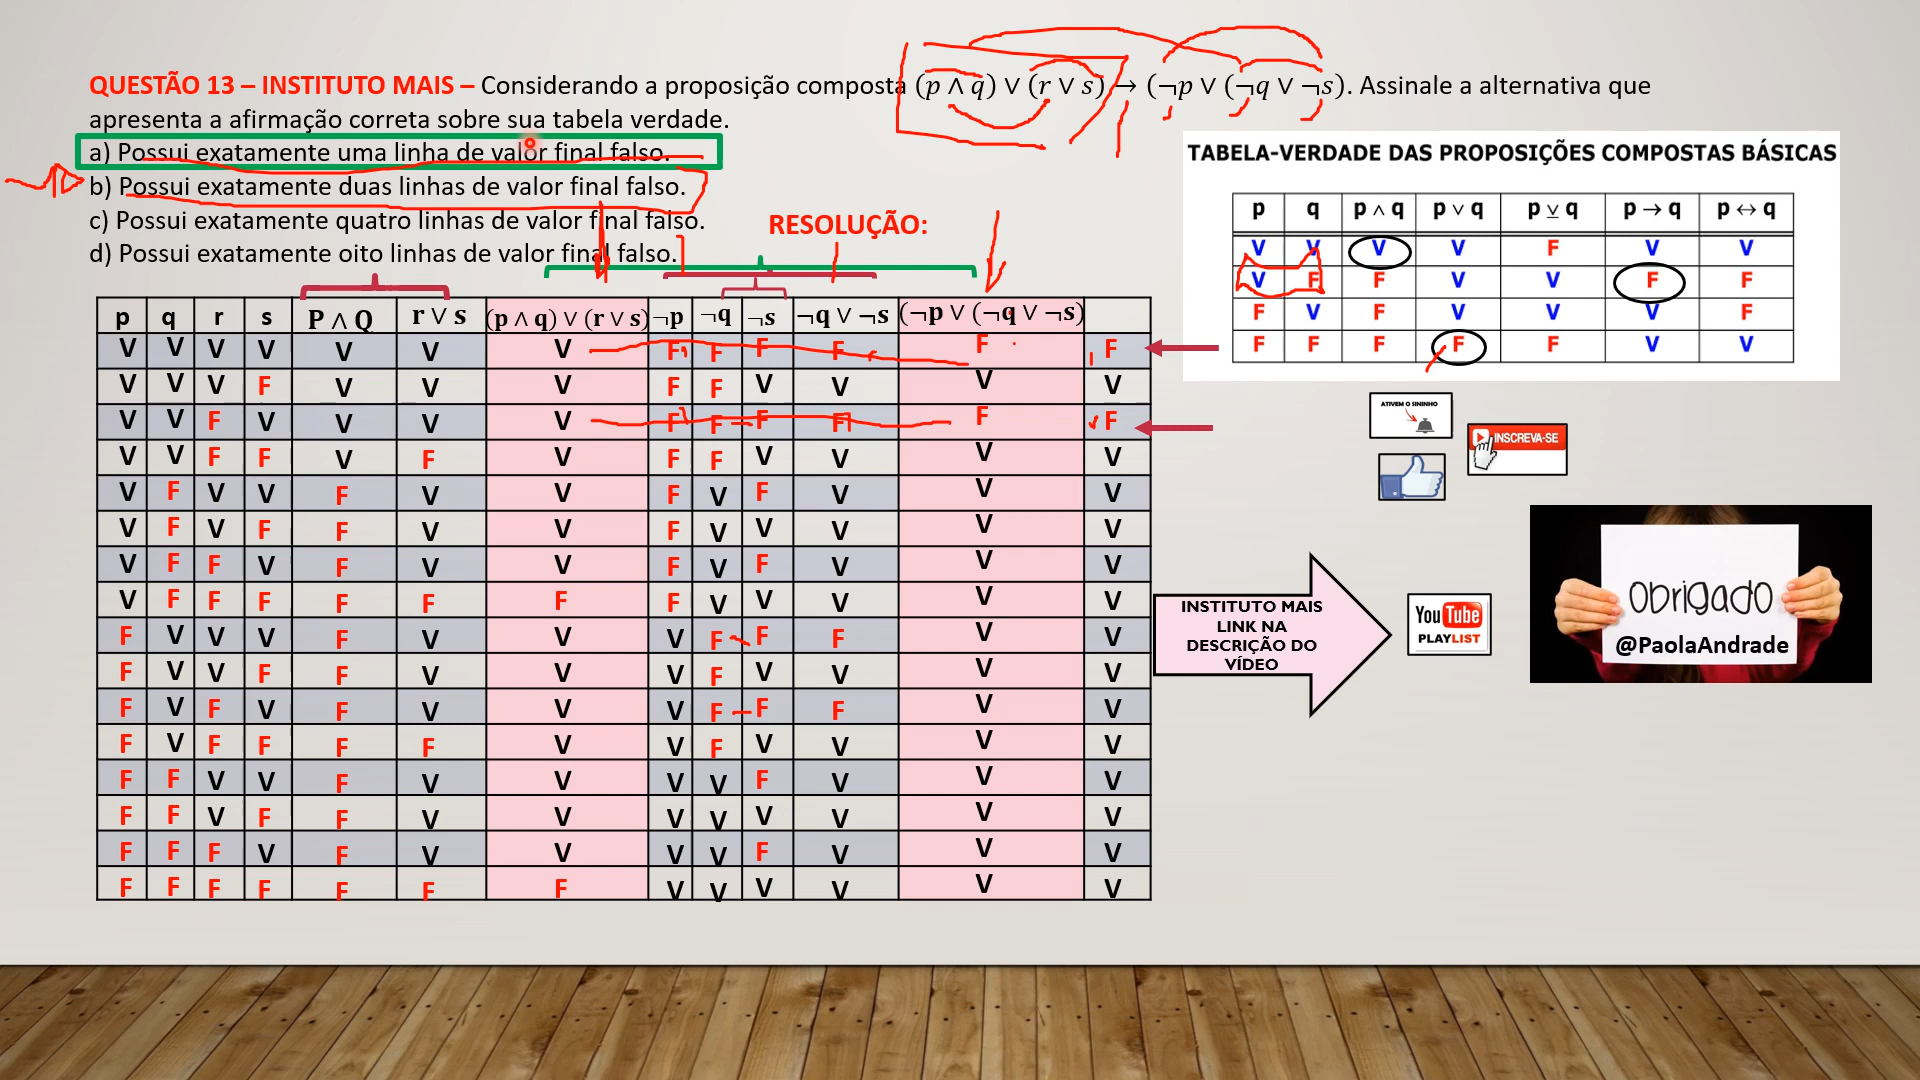 QUESTÃO 13 – INSTITUTO MAIS – Considerando a proposição composta (p ∧ q) ∨ (r ∨ s) → (¬p ∨ (¬q ∨ ¬s). Assinale a alternativa que
apresenta a afirmação correta sobre sua tabela verdade.
a) Possui exatamente uma linha de valor final falso.
b) Possui exatamente duas linhas de valor final falso.
c) Possui exatamente quatro linhas de valor final falso.
d) Possui exatamente oito linhas de valor final falso.
RESOLUÇÃO:
p q r s P ∧ Q r ∨ s (p ∧ q) ∨ (r ∨ s) ¬p ¬q ¬s ¬q ∨ ¬s (¬p ∨ (¬q ∨ ¬s)
V V V V V V V F F F F F F
V V V F V V V F F V V V V
V V F V V V V F F F F F F
V V F F V F V F F V V V V
V F V V F V V F V F V V V
V F V F F V V F V V V V V
V F F V F V V F V F V V V
V F F F F F F F V V V V V
F V V V F V V V F F F V V
F V V F F V V V F V V V V
F V F V F V V V F F F V V
F V F F F F V V F V V V V
F F V V F V V V V F V V V
F F V F F V V V V V V V V
F F F V F V V V V F V V V
F F F F F F F V V V V V V
TABELA-VERDADE DAS PROPOSIÇÕES COMPOSTAS BÁSICAS
p q p ∧ q p ∨ q p ⊻ q p → q p ↔ q
V V V V F V V
V F F V V F F
F V F V V V F
F F F F F V V
ATIVEM O SININHO
INSCREVA-SE
INSTITUTO MAIS
LINK NA
DESCRIÇÃO DO
VÍDEO
YouTube
PLAYLIST
obrigado
@PaolaAndrade